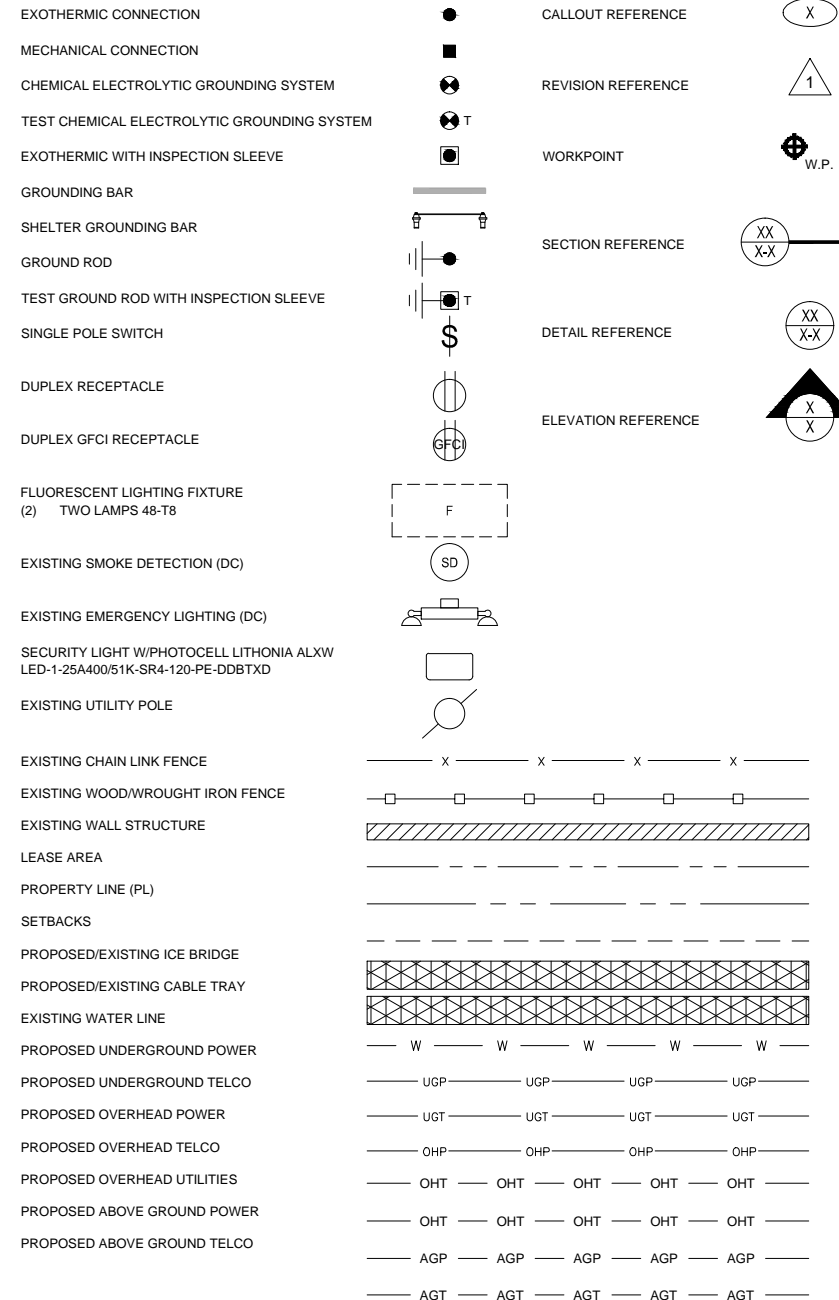 EXOTHERMIC CONNECTION
MECHANICAL CONNECTION
CHEMICAL ELECTROLYTIC GROUNDING SYSTEM
TEST CHEMICAL ELECTROLYTIC GROUNDING SYSTEM T
EXOTHERMIC WITH INSPECTION SLEEVE
GROUNDING BAR
SHELTER GROUNDING BAR
GROUND ROD
TEST GROUND ROD WITH INSPECTION SLEEVE T
SINGLE POLE SWITCH $
DUPLEX RECEPTACLE
DUPLEX GFCI RECEPTACLE GFCI
FLUORESCENT LIGHTING FIXTURE
(2) TWO LAMPS 48-T8 F
EXISTING SMOKE DETECTION (DC) SD
EXISTING EMERGENCY LIGHTING (DC)
SECURITY LIGHT W/PHOTOCELL LITHONIA ALXW
LED-1-25A400/51K-SR4-120-PE-DDBTXD
EXISTING UTILITY POLE
CALLOUT REFERENCE X
REVISION REFERENCE 1
WORKPOINT W.P.
SECTION REFERENCE XX
X-X
DETAIL REFERENCE XX
X-X
ELEVATION REFERENCE X
X
EXISTING CHAIN LINK FENCE X X X X
EXISTING WOOD/WROUGHT IRON FENCE
EXISTING WALL STRUCTURE
LEASE AREA
PROPERTY LINE (PL)
SETBACKS
PROPOSED/EXISTING ICE BRIDGE
PROPOSED/EXISTING CABLE TRAY
EXISTING WATER LINE
PROPOSED UNDERGROUND POWER
PROPOSED UNDERGROUND TELCO
PROPOSED OVERHEAD POWER
PROPOSED OVERHEAD TELCO
PROPOSED OVERHEAD UTILITIES
PROPOSED ABOVE GROUND POWER
PROPOSED ABOVE GROUND TELCO
W W W W W
UGP UGP UGP UGP
UGT UGT UGT UGT
OHP OHP OHP OHP
OHT OHT OHT OHT OHT
OHT OHT OHT OHT OHT
AGP AGP AGP AGP AGP
AGT AGT AGT AGT AGT